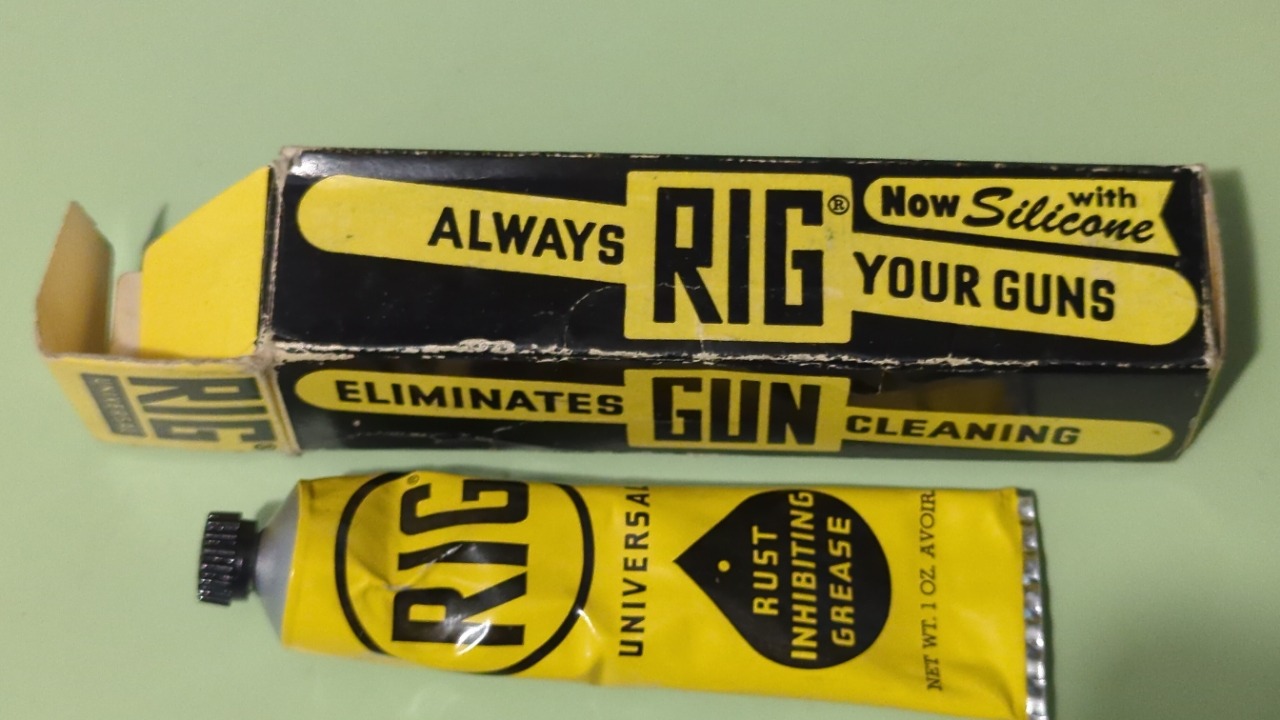 ALWAYS RIG® YOUR GUNS
Now with Silicone
ELIMINATES GUN CLEANING
RIG®
UNIVERSAL
RIG®
UNIVERSAL
RUST
INHIBITING
GREASE
NET WT. 1 OZ. AVOIR.